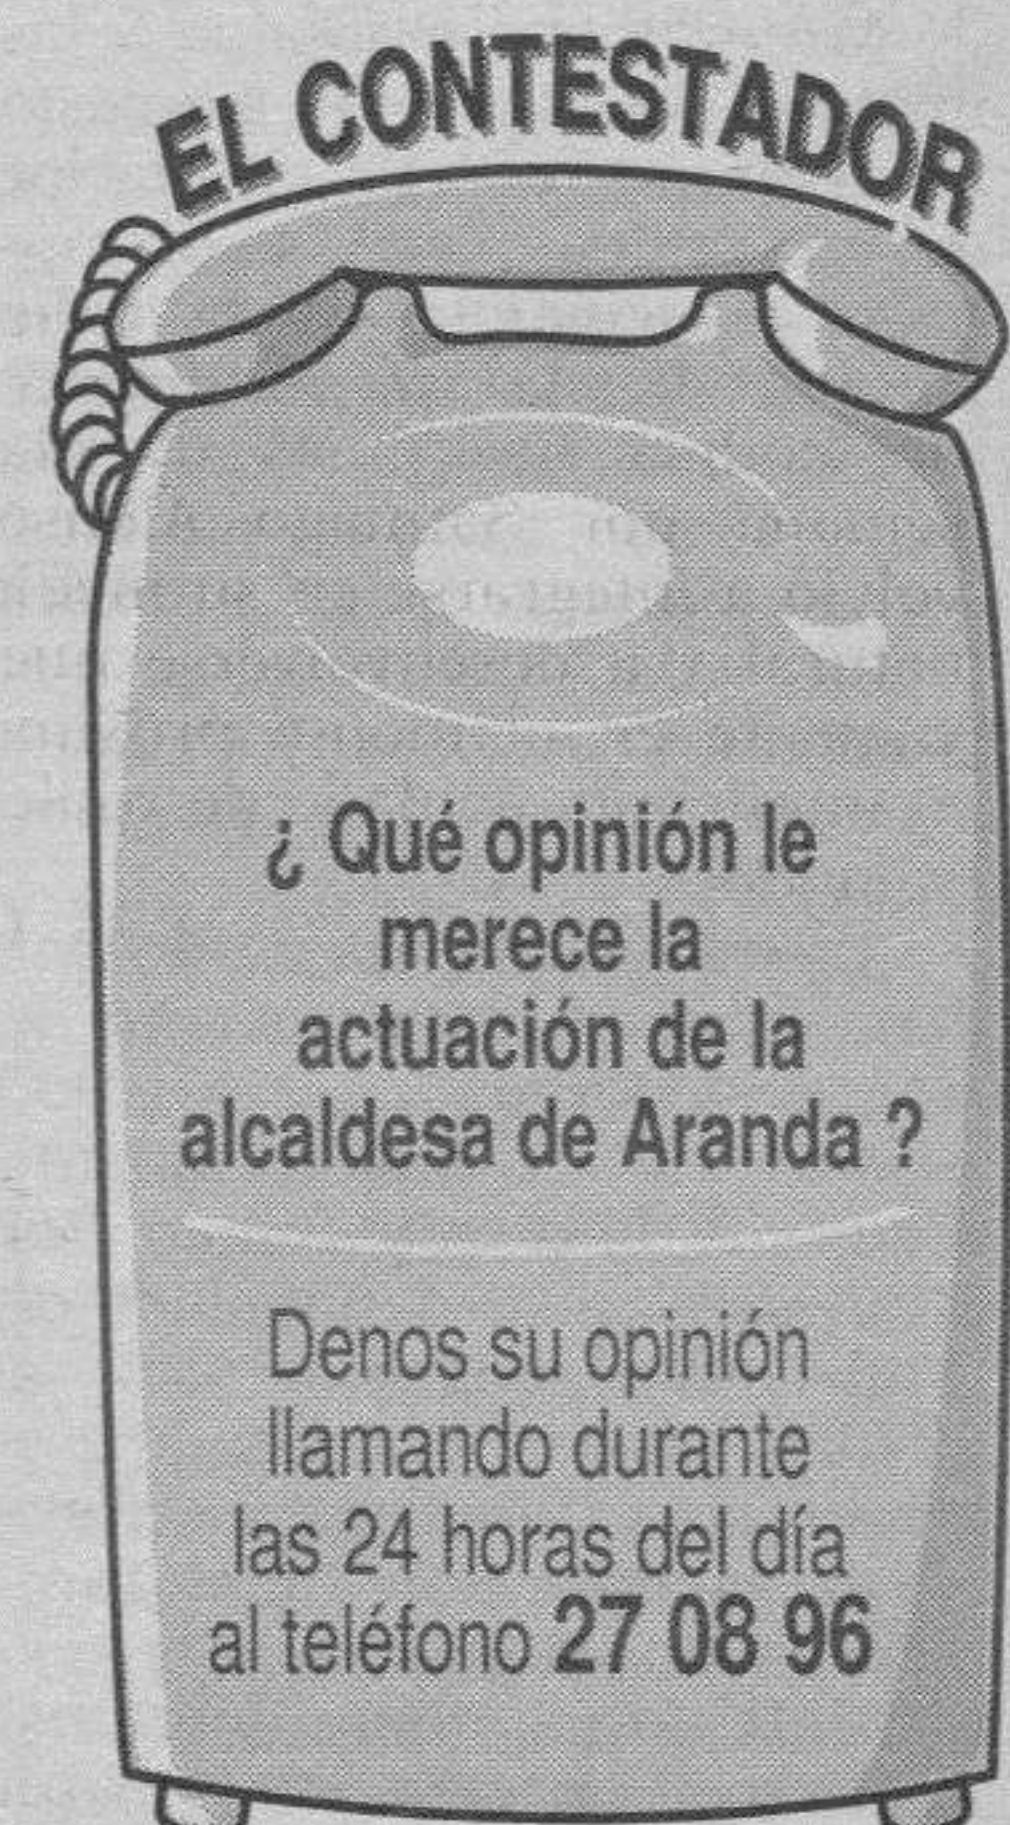 EL CONTESTADOR
¿ Qué opinión le
merece la
actuación de la
alcaldesa de Aranda ?
Denos su opinión
llamando durante
las 24 horas del día
al teléfono 27 08 96